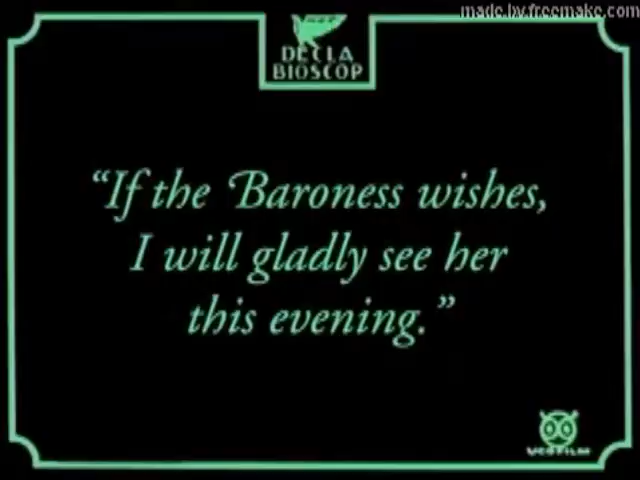 made.by.freemake.com
DECLA
BIOSCOP
“If the Baroness wishes,
I will gladly see her
this evening.”